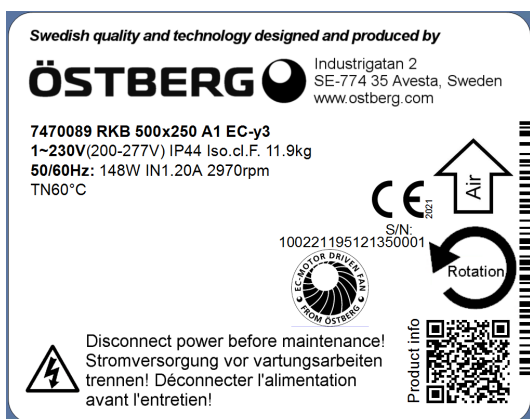 Swedish quality and technology designed and produced by
ÖSTBERG
Industrigatan 2
SE-774 35 Avesta, Sweden
www.ostberg.com
7470089 RKB 500x250 A1 EC-y3
1~230V(200-277V) IP44 Iso.cl.F. 11.9kg
50/60Hz: 148W IN1.20A 2970rpm
TN60°C
Air
CE
2021
S/N:
100221195121350001
EC-MOTOR DRIVEN FAN
FROM ÖSTBERG
Rotation
Product info
Disconnect power before maintenance!
Stromversorgung vor vartungsarbeiten
trennen! Déconnecter l'alimentation
avant l'entretien!